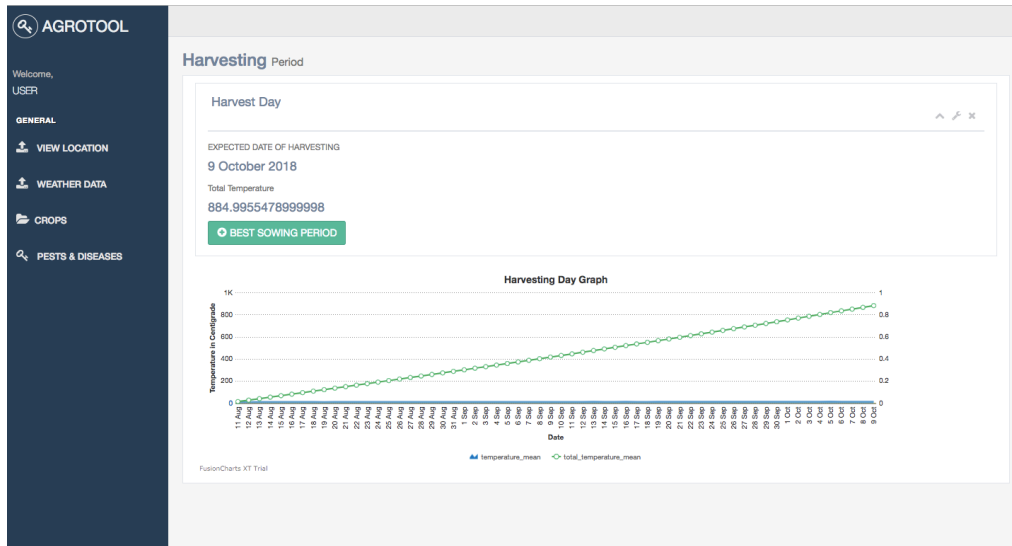 AGROTOOL
Welcome,
USER
GENERAL
VIEW LOCATION
WEATHER DATA
CROPS
PESTS & DISEASES
Harvesting Period
Harvest Day
EXPECTED DATE OF HARVESTING
9 October 2018
Total Temperature
884.9955478999998
BEST SOWING PERIOD
Harvesting Day Graph
Temperature in Centigrade
1K
800
600
400
200
0
1
0.8
0.6
0.4
0.2
0
11 Aug
12 Aug
13 Aug
14 Aug
15 Aug
16 Aug
17 Aug
18 Aug
19 Aug
20 Aug
21 Aug
22 Aug
23 Aug
24 Aug
25 Aug
26 Aug
27 Aug
28 Aug
29 Aug
30 Aug
31 Aug
1 Sep
2 Sep
3 Sep
4 Sep
5 Sep
6 Sep
7 Sep
8 Sep
9 Sep
10 Sep
11 Sep
12 Sep
13 Sep
14 Sep
15 Sep
16 Sep
17 Sep
18 Sep
19 Sep
20 Sep
21 Sep
22 Sep
23 Sep
24 Sep
25 Sep
26 Sep
27 Sep
28 Sep
29 Sep
30 Sep
1 Oct
2 Oct
3 Oct
4 Oct
5 Oct
6 Oct
7 Oct
8 Oct
9 Oct
Date
temperature_mean
total_temperature_mean
FusionCharts XT Trial